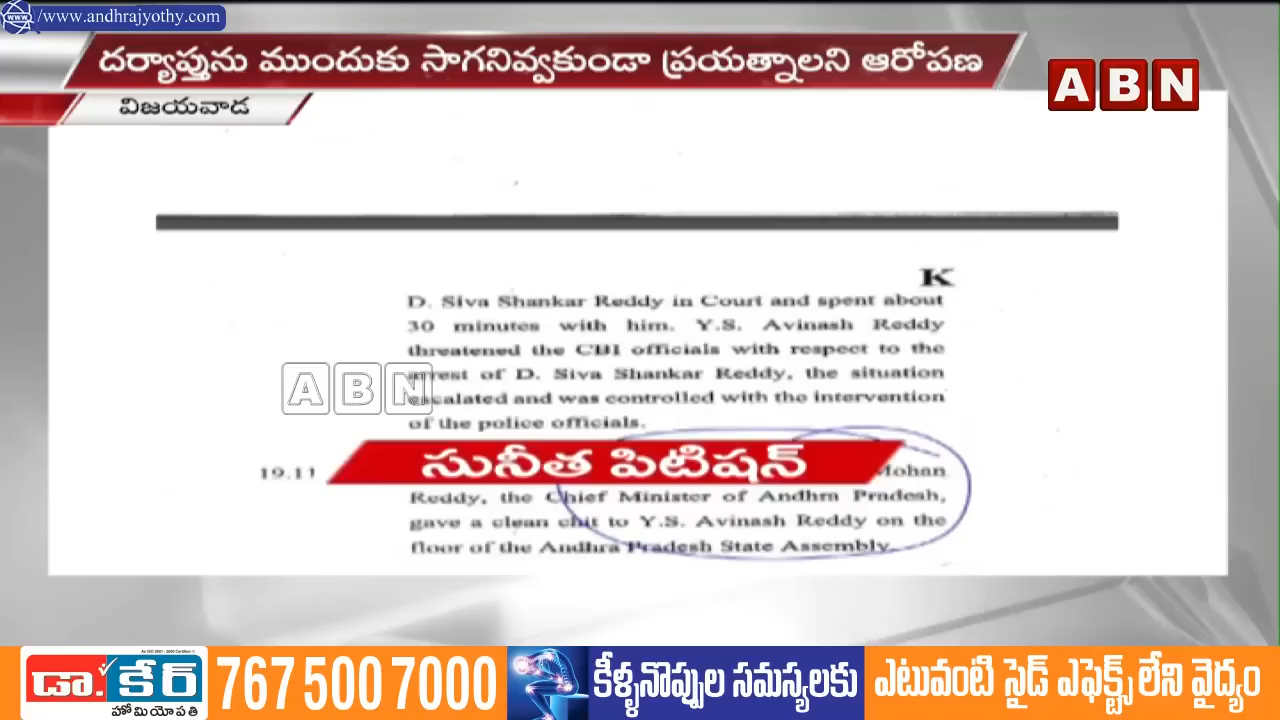 /www.andhrajyothy.com
దర్యాప్తును ముందుకు సాగనివ్వకుండా ప్రయత్నాలని ఆరోపణ
విజయవాడ
ABN
K
D. Siva Shankar Reddy in Court and spent about
30 minutes with him. Y.S. Avinash Reddy
threatened the CBI officials with respect to the
arrest of D. Siva Shankar Reddy, the situation
escalated and was controlled with the intervention
of the police officials.
ABN
సునీత పిటిషన్
19.11 Mohan
Reddy, the Chief Minister of Andhra Pradesh,
gave a clean chit to Y.S. Avinash Reddy on the
floor of the Andhra Pradesh State Assembly.
డా. కేర్
హోమియోపతి
767 500 7000
కీళ్ళనొప్పుల సమస్యలకు
ఎటువంటి సైడ్ ఎఫెక్ట్స్ లేని వైద్యం